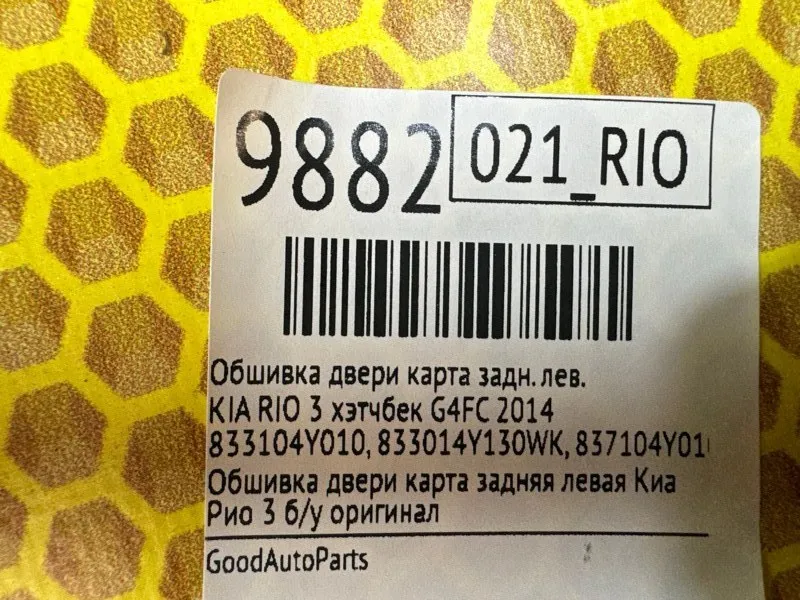 9882 021_RIO
Обшивка двери карта задн. лев.
KIA RIO 3 хэтчбек G4FC 2014
833104Y010, 833014Y130WK, 837104Y01
Обшивка двери карта задняя левая Киа
Рио 3 б/у оригинал
GoodAutoParts